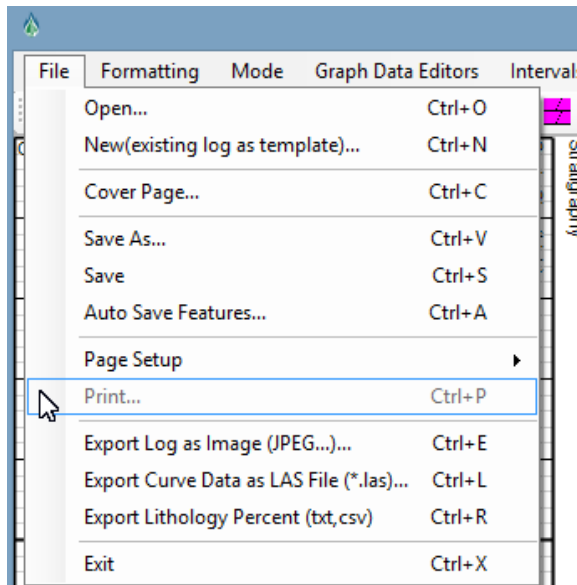 File Formatting Mode Graph Data Editors Intervals
Open... Ctrl+O
New(existing log as template)... Ctrl+N
Cover Page... Ctrl+C
Save As... Ctrl+V
Save Ctrl+S
Auto Save Features... Ctrl+A
Page Setup
Print... Ctrl+P
Export Log as Image (JPEG...)... Ctrl+E
Export Curve Data as LAS File (*.las)... Ctrl+L
Export Lithology Percent (txt,csv) Ctrl+R
Exit Ctrl+X